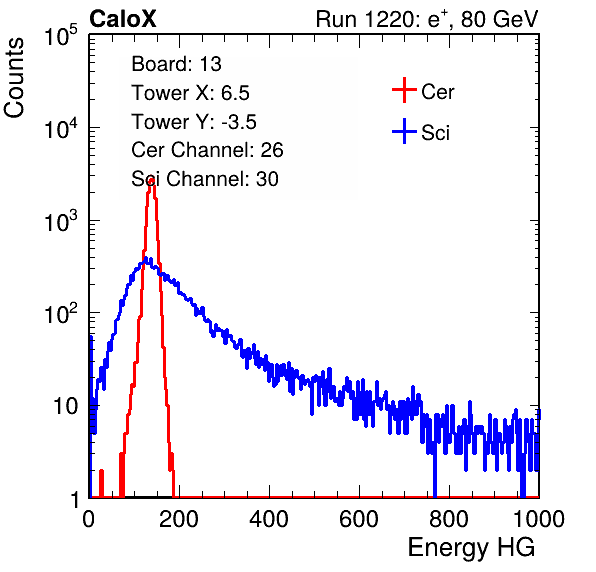 CaloX Run 1220: e⁺, 80 GeV
Counts
Board: 13
Tower X: 6.5
Tower Y: -3.5
Cer Channel: 26
Sci Channel: 30
Cer
Sci
10⁵
10⁴
10³
10²
10
1
0 200 400 600 800 1000
Energy HG